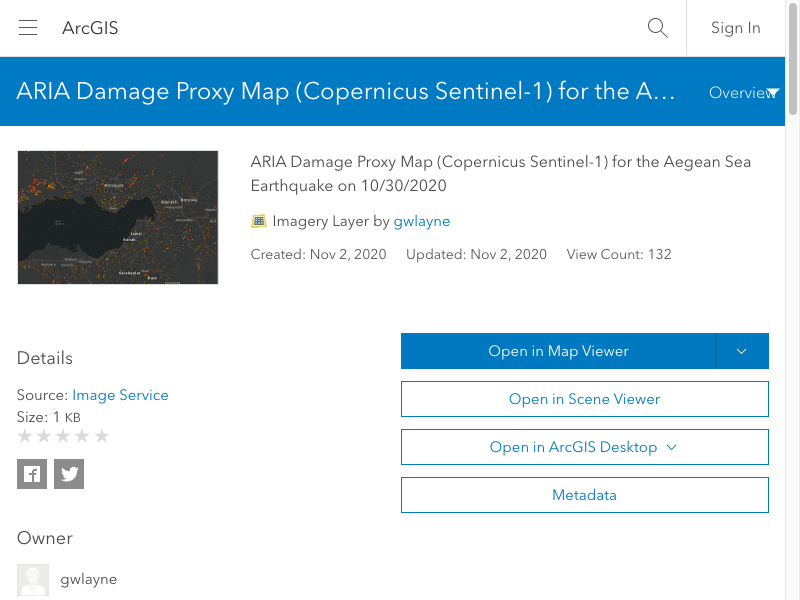 ArcGIS
Sign In
ARIA Damage Proxy Map (Copernicus Sentinel-1) for the A...
Overview
ARIA Damage Proxy Map (Copernicus Sentinel-1) for the Aegean Sea
Earthquake on 10/30/2020
Imagery Layer by gwlayne
Created: Nov 2, 2020 Updated: Nov 2, 2020 View Count: 132
Details
Source: Image Service
Size: 1 KB
Open in Map Viewer
Open in Scene Viewer
Open in ArcGIS Desktop
Metadata
Owner
gwlayne